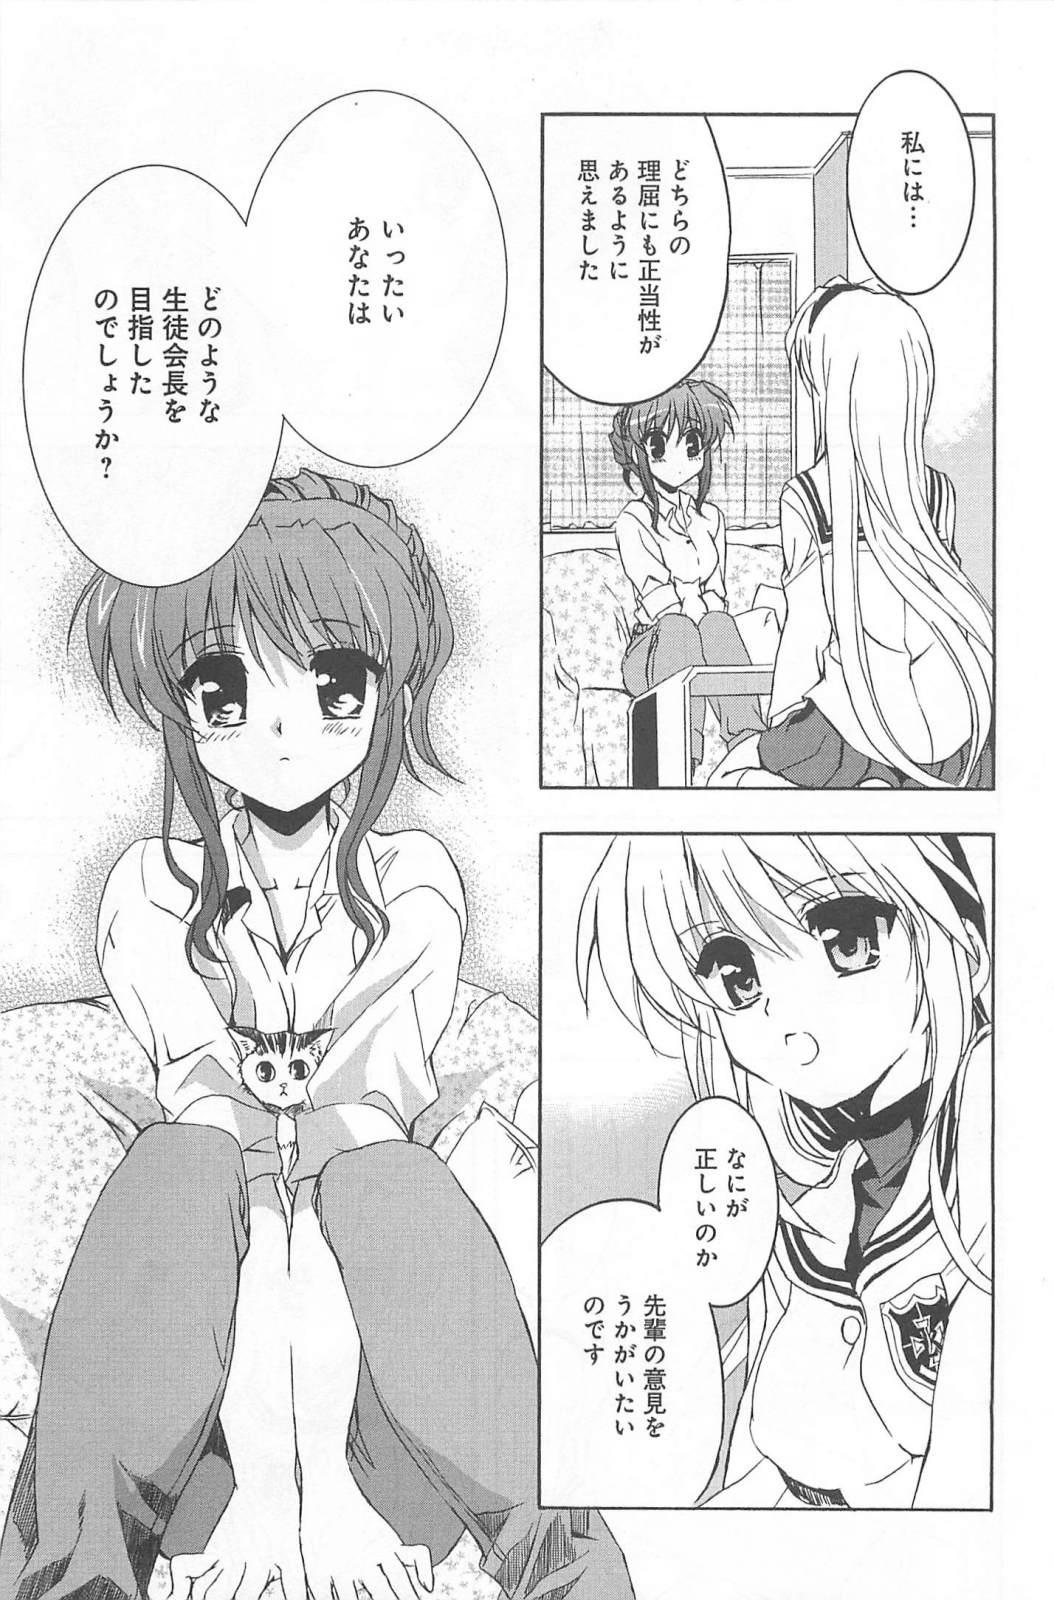 私には…
どちらの
理屈にも正当性が
あるように
思えました
なにが
正しいのか
先輩の意見を
うかがいたい
のです
いったい
あなたは
どのような
生徒会長を
目指した
のでしょうか?